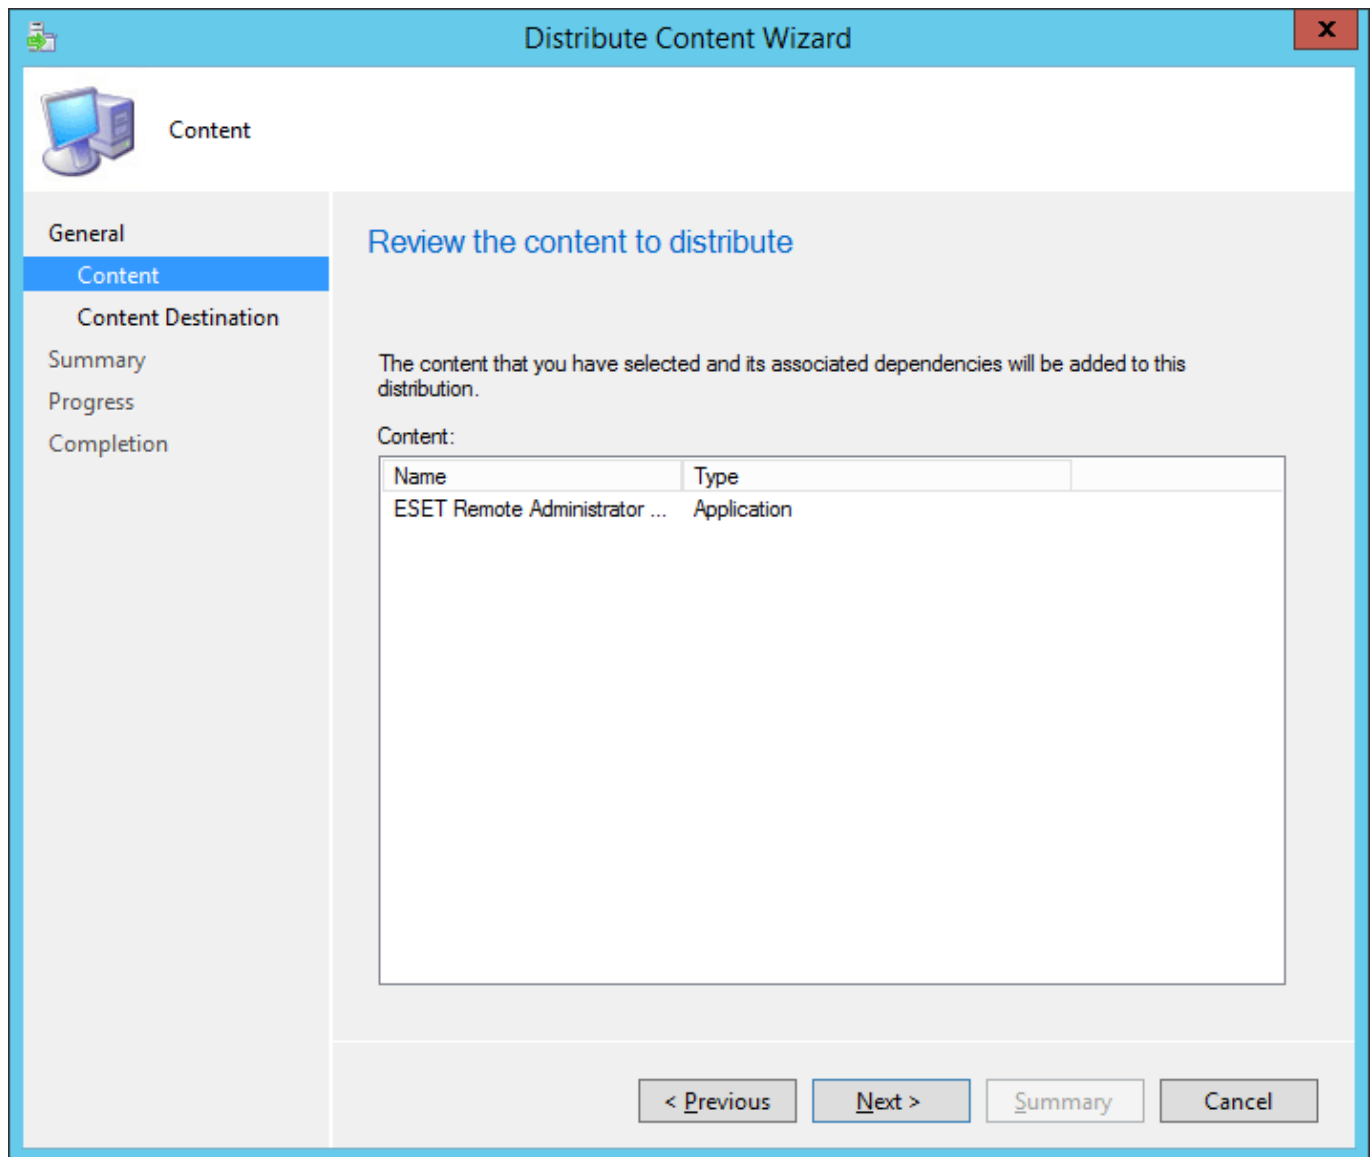 Distribute Content Wizard
x
Content
General
Content
Content Destination
Summary
Progress
Completion
Review the content to distribute
The content that you have selected and its associated dependencies will be added to this
distribution.
Content:
Name Type
ESET Remote Administrator ... Application
< Previous Next > Summary Cancel